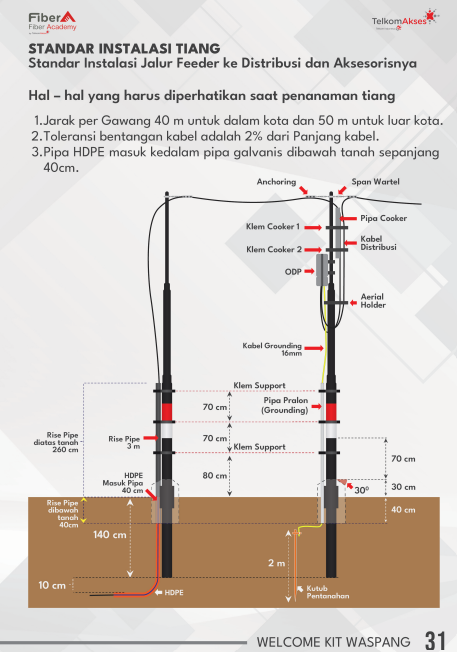 Fiber
Fiber Academy
TelkomAkses
STANDAR INSTALASI TIANG
Standar Instalasi Jalur Feeder ke Distribusi dan Aksesorisnya
Hal – hal yang harus diperhatikan saat penanaman tiang
1.Jarak per Gawang 40 m untuk dalam kota dan 50 m untuk luar kota.
2.Toleransi bentangan kabel adalah 2% dari Panjang kabel.
3.Pipa HDPE masuk kedalam pipa galvanis dibawah tanah sepanjang
40cm.
Anchoring
Span Wartel
Pipa Cooker
Klem Cooker 1
Kabel
Distribusi
Klem Cooker 2
ODP
Aerial
Holder
Kabel Grounding
16mm
Klem Support
70 cm
Pipa Pralon
(Grounding)
Rise Pipe
diatas tanah
260 cm
Rise Pipe
3 m
70 cm
Klem Support
70 cm
HDPE
Masuk Pipa
40 cm
80 cm
30⁰
30 cm
Rise Pipe
dibawah
tanah
40cm
40 cm
140 cm
2 m
10 cm
HDPE
Kutub
Pentanahan
WELCOME KIT WASPANG 31